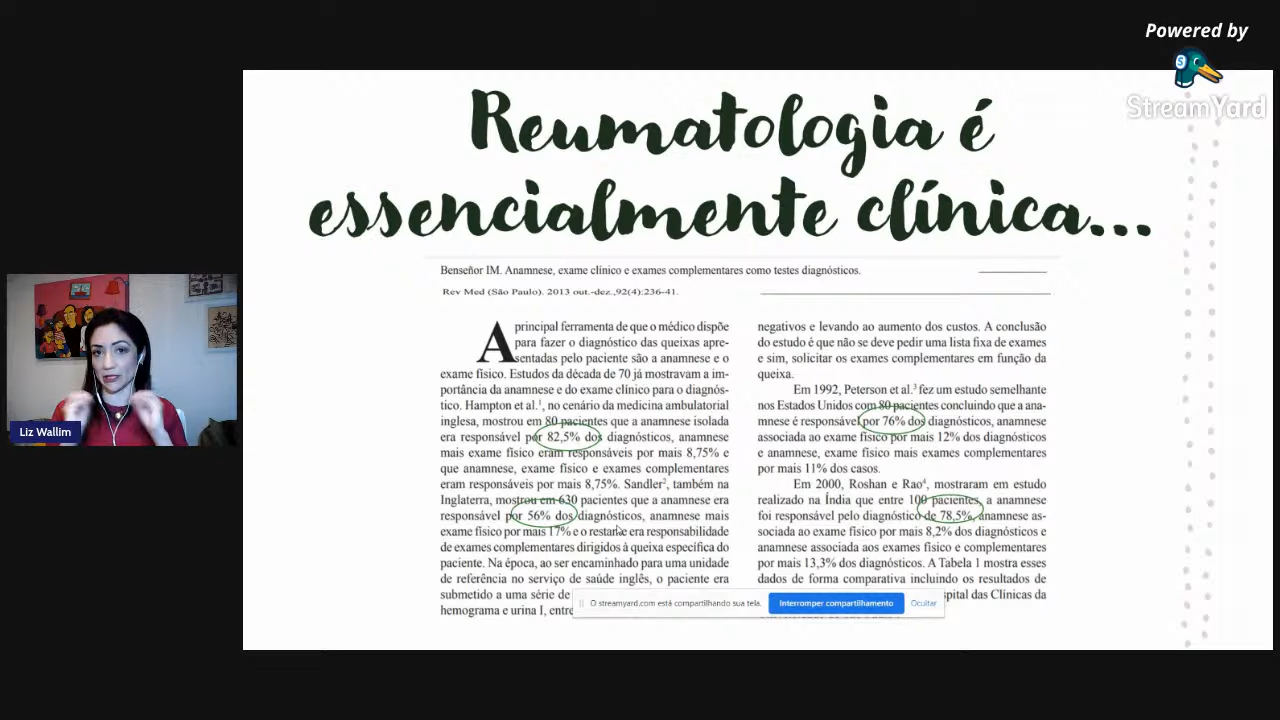 Powered by
StreamYard
Reumatologia é
essencialmente clínica...
Benseñor IM. Anamnese, exame clínico e exames complementares como testes diagnósticos.
Rev Med (São Paulo). 2013 out.-dez.,92(4):236-41.
A principal ferramenta de que o médico dispõe
para fazer o diagnóstico das queixas apre-
sentadas pelo paciente são a anamnese e o
exame físico. Estudos da década de 70 já mostravam a im-
portância da anamnese e do exame clínico para o diagnós-
tico. Hampton et al.¹, no cenário da medicina ambulatorial
inglesa, mostrou em 80 pacientes que a anamnese isolada
era responsável por 82,5% dos diagnósticos, anamnese
mais exame físico eram responsáveis por mais 8,75% e
que anamnese, exame físico e exames complementares
eram responsáveis por mais 8,75%. Sandler², também na
Inglaterra, mostrou em 630 pacientes que a anamnese era
responsável por 56% dos diagnósticos, anamnese mais
exame físico por mais 17% e o restante era responsabilidade
de exames complementares dirigidos à queixa específica do
paciente. Na época, ao ser encaminhado para uma unidade
de referência no serviço de saúde inglês, o paciente era
submetido a uma série de
hemograma e urina I, entre
negativos e levando ao aumento dos custos. A conclusão
do estudo é que não se deve pedir uma lista fixa de exames
e sim, solicitar os exames complementares em função da
queixa.
Em 1992, Peterson et al.³ fez um estudo semelhante
nos Estados Unidos com 80 pacientes concluindo que a ana-
mnese é responsável por 76% dos diagnósticos, anamnese
associada ao exame físico por mais 12% dos diagnósticos
e anamnese, exame físico mais exames complementares
por mais 11% dos casos.
Em 2000, Roshan e Rao⁴, mostraram em estudo
realizado na Índia que entre 100 pacientes, a anamnese
foi responsável pelo diagnóstico de 78,5%, anamnese as-
sociada ao exame físico por mais 8,2% dos diagnósticos e
anamnese associada aos exames físico e complementares
por mais 13,3% dos diagnósticos. A Tabela 1 mostra esses
dados de forma comparativa incluindo os resultados de
spital das Clínicas da
O streamyard.com está compartilhando sua tela.
Interromper compartilhamento
Ocultar
Liz Wallim